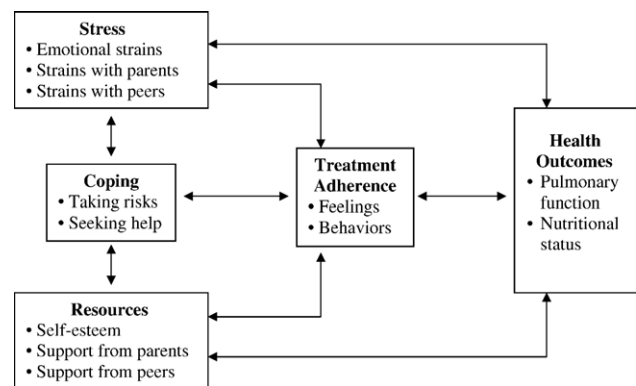 Stress
• Emotional strains
• Strains with parents
• Strains with peers
Coping
• Taking risks
• Seeking help
Resources
• Self-esteem
• Support from parents
• Support from peers
Treatment
Adherence
• Feelings
• Behaviors
Health
Outcomes
• Pulmonary
function
• Nutritional
status